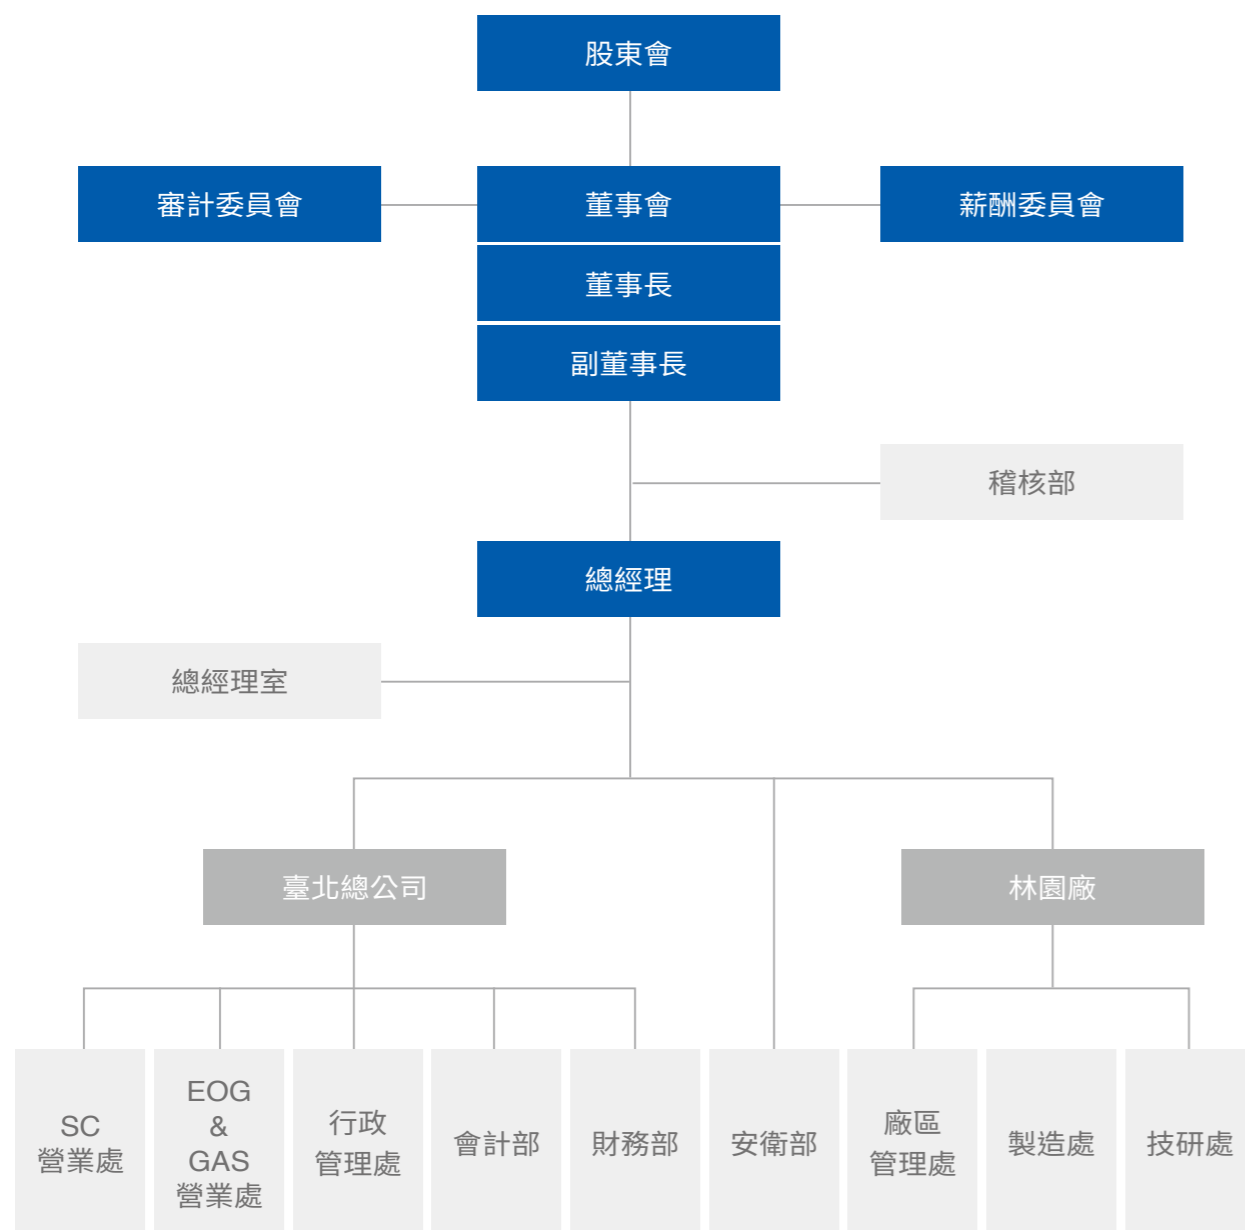 股東會
審計委員會
董事會
薪酬委員會
董事長
副董事長
稽核部
總經理
總經理室
臺北總公司
林園廠
SC
營業處
EOG
&
GAS
營業處
行政
管理處
會計部
財務部
安衛部
廠區
管理處
製造處
技研處